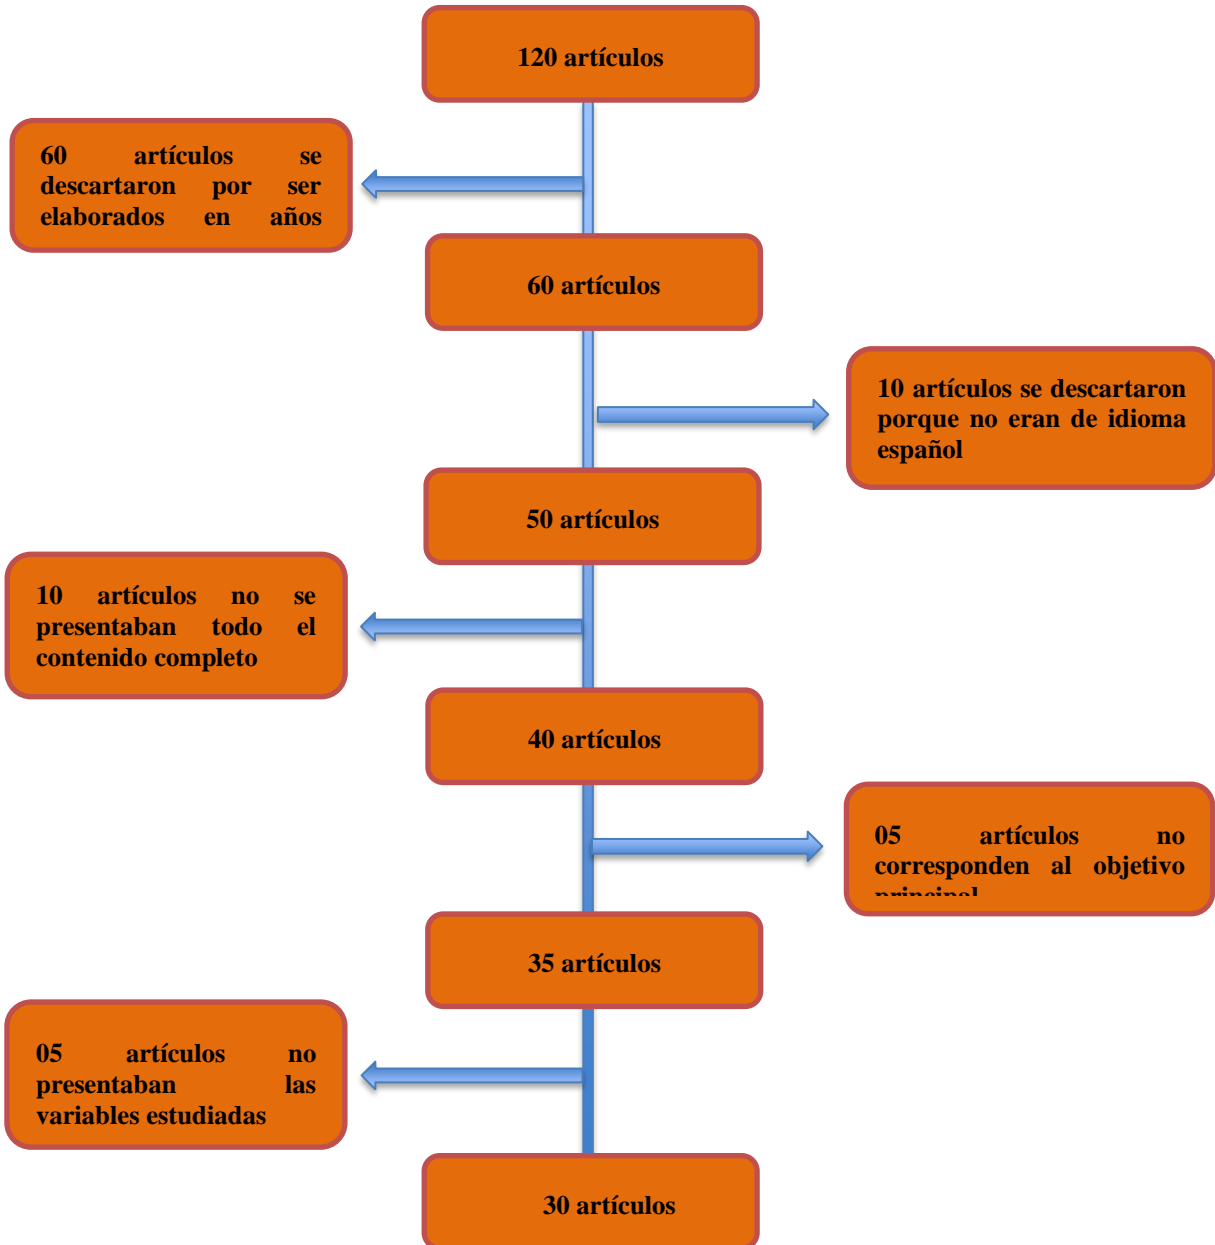 120 artículos
60 artículos se
descartaron por ser
elaborados en años
60 artículos
10 artículos se descartaron
porque no eran de idioma
español
50 artículos
10 artículos no se
presentaban todo el
contenido completo
40 artículos
05 artículos no
corresponden al objetivo
principal
35 artículos
05 artículos no
presentaban las
variables estudiadas
30 artículos